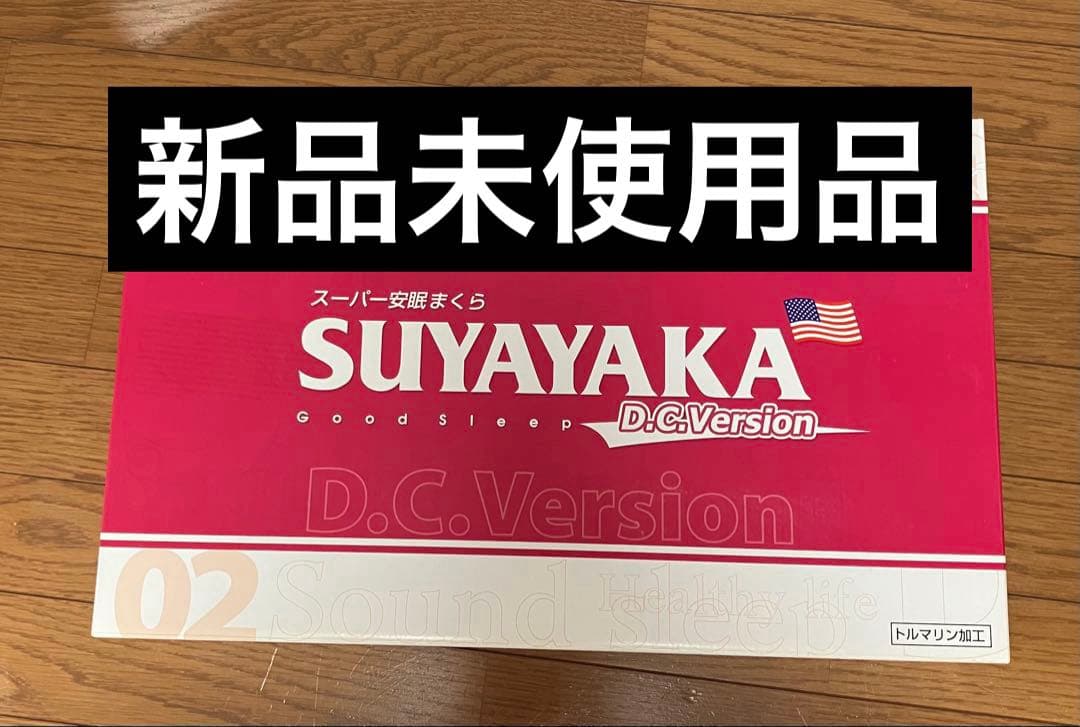 新品未使用品
スーパー安眠まくら
SUYAYAKA
Good Sleep
D.C.Version
D.C.Version
02 Sound sleep
Healthy life
トルマリン加工